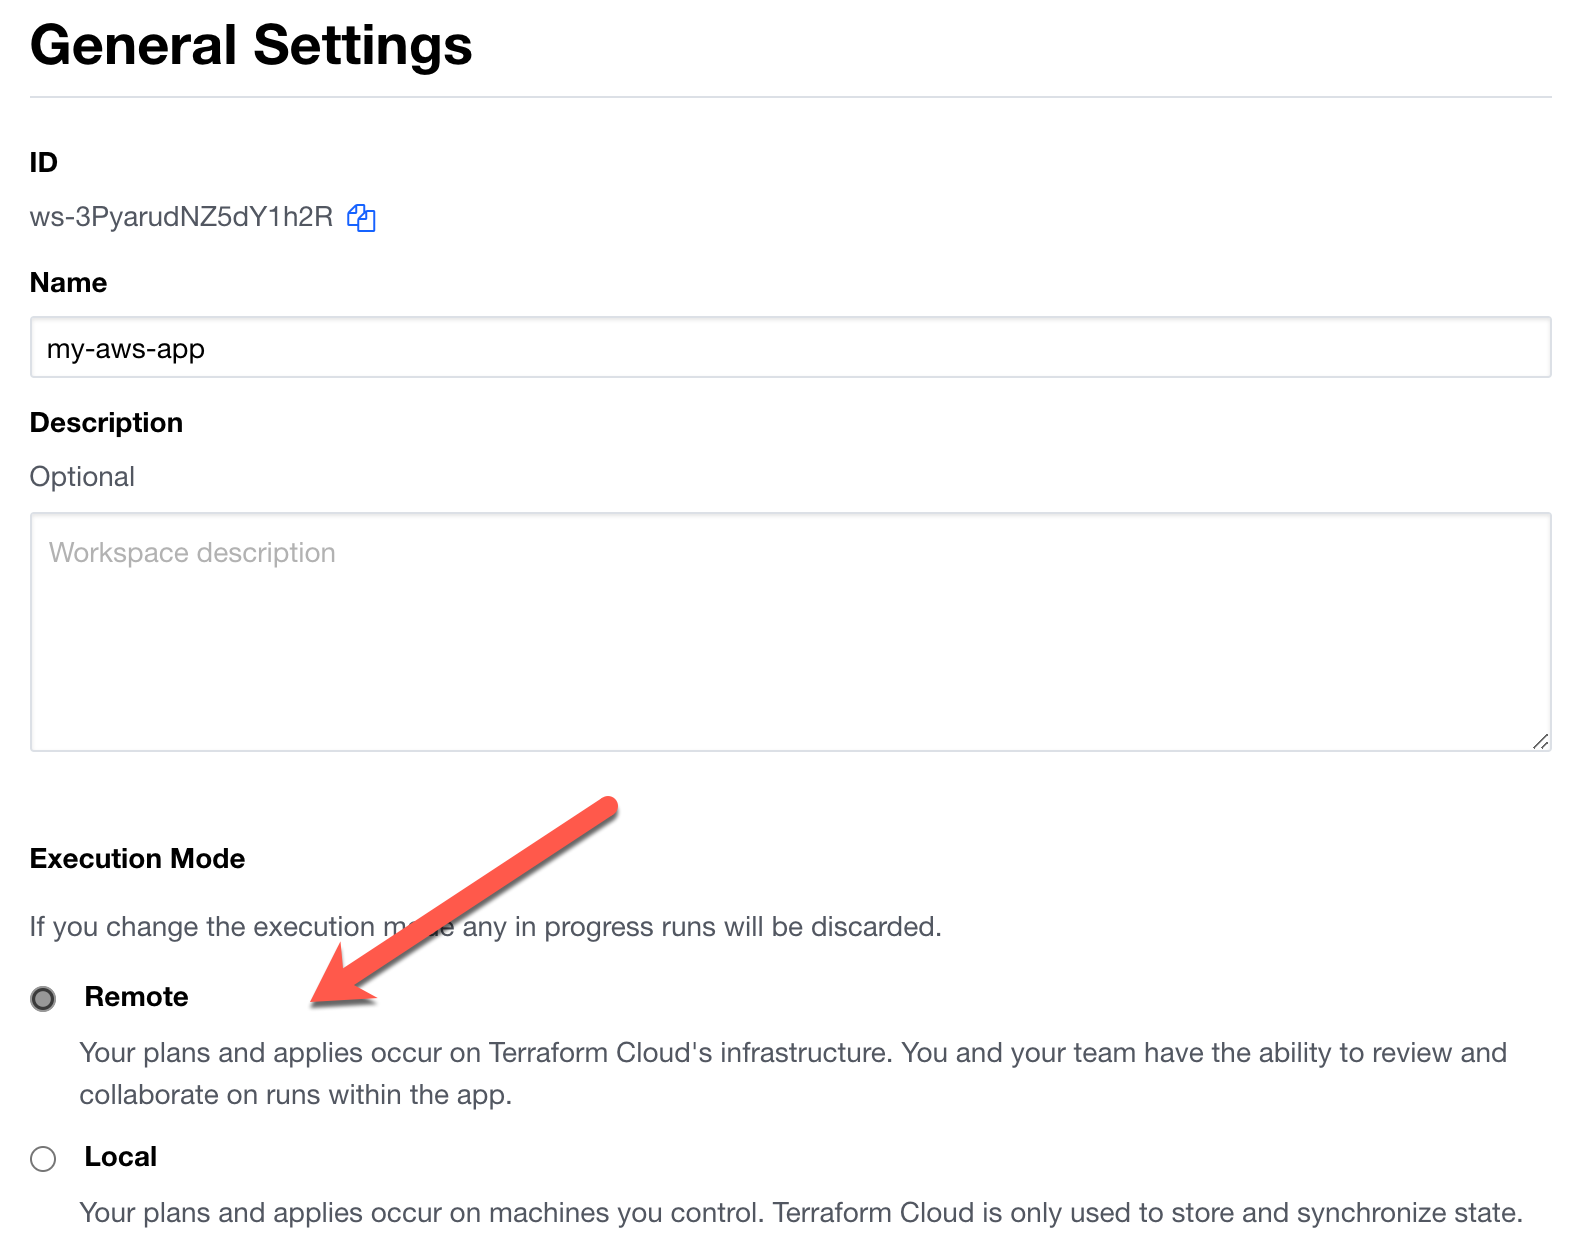 General Settings
ID
ws-3PyarudNZ5dY1h2R
Name
my-aws-app
Description
Optional
Workspace description
Execution Mode
If you change the execution mode any in progress runs will be discarded.
Remote
Your plans and applies occur on Terraform Cloud's infrastructure. You and your team have the ability to review and
collaborate on runs within the app.
Local
Your plans and applies occur on machines you control. Terraform Cloud is only used to store and synchronize state.